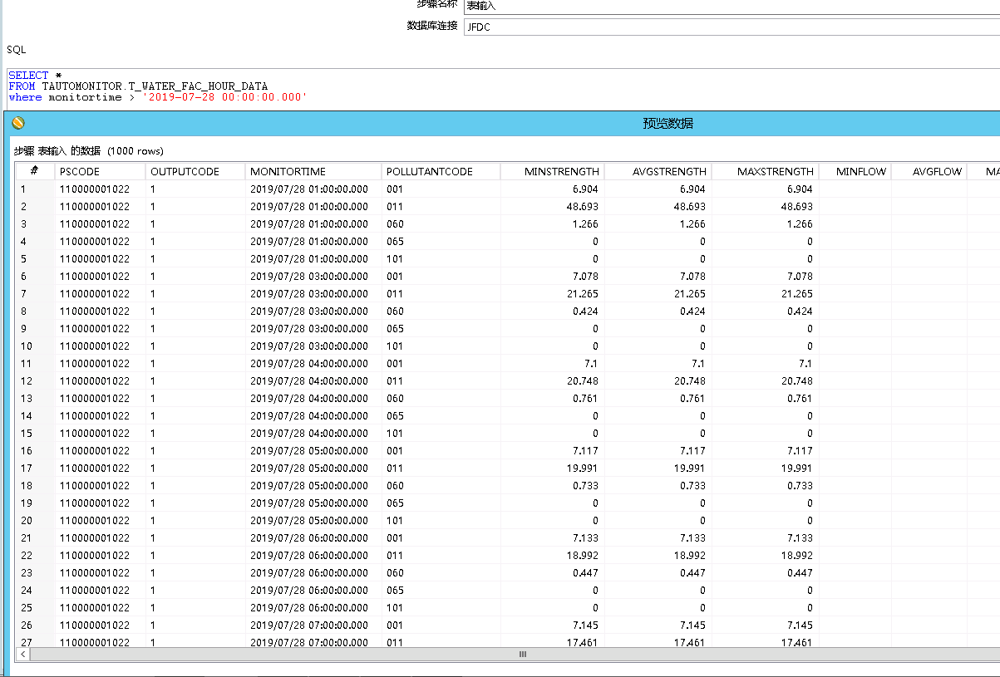 步骤名称 表输入
数据库连接 JFDC
SQL
SELECT *
FROM TAUTOMONITOR.T_WATER_FAC_HOUR_DATA
where monitortime > '2019-07-28 00:00:00.000'
预览数据
步骤 表输入 的数据 (1000 rows)
# PSCODE OUTPUTCODE MONITORTIME POLLUTANTCODE MINSTRENGTH AVGSTRENGTH MAXSTRENGTH MINFLOW AVGFLOW MA
1 110000001022 1 2019/07/28 01:00:00.000 001 6.904 6.904 6.904
2 110000001022 1 2019/07/28 01:00:00.000 011 48.693 48.693 48.693
3 110000001022 1 2019/07/28 01:00:00.000 060 1.266 1.266 1.266
4 110000001022 1 2019/07/28 01:00:00.000 065 0 0 0
5 110000001022 1 2019/07/28 01:00:00.000 101 0 0 0
6 110000001022 1 2019/07/28 03:00:00.000 001 7.078 7.078 7.078
7 110000001022 1 2019/07/28 03:00:00.000 011 21.265 21.265 21.265
8 110000001022 1 2019/07/28 03:00:00.000 060 0.424 0.424 0.424
9 110000001022 1 2019/07/28 03:00:00.000 065 0 0 0
10 110000001022 1 2019/07/28 03:00:00.000 101 0 0 0
11 110000001022 1 2019/07/28 04:00:00.000 001 7.1 7.1 7.1
12 110000001022 1 2019/07/28 04:00:00.000 011 20.748 20.748 20.748
13 110000001022 1 2019/07/28 04:00:00.000 060 0.761 0.761 0.761
14 110000001022 1 2019/07/28 04:00:00.000 065 0 0 0
15 110000001022 1 2019/07/28 04:00:00.000 101 0 0 0
16 110000001022 1 2019/07/28 05:00:00.000 001 7.117 7.117 7.117
17 110000001022 1 2019/07/28 05:00:00.000 011 19.991 19.991 19.991
18 110000001022 1 2019/07/28 05:00:00.000 060 0.733 0.733 0.733
19 110000001022 1 2019/07/28 05:00:00.000 065 0 0 0
20 110000001022 1 2019/07/28 05:00:00.000 101 0 0 0
21 110000001022 1 2019/07/28 06:00:00.000 001 7.133 7.133 7.133
22 110000001022 1 2019/07/28 06:00:00.000 011 18.992 18.992 18.992
23 110000001022 1 2019/07/28 06:00:00.000 060 0.447 0.447 0.447
24 110000001022 1 2019/07/28 06:00:00.000 065 0 0 0
25 110000001022 1 2019/07/28 06:00:00.000 101 0 0 0
26 110000001022 1 2019/07/28 07:00:00.000 001 7.145 7.145 7.145
27 110000001022 1 2019/07/28 07:00:00.000 011 17.461 17.461 17.461